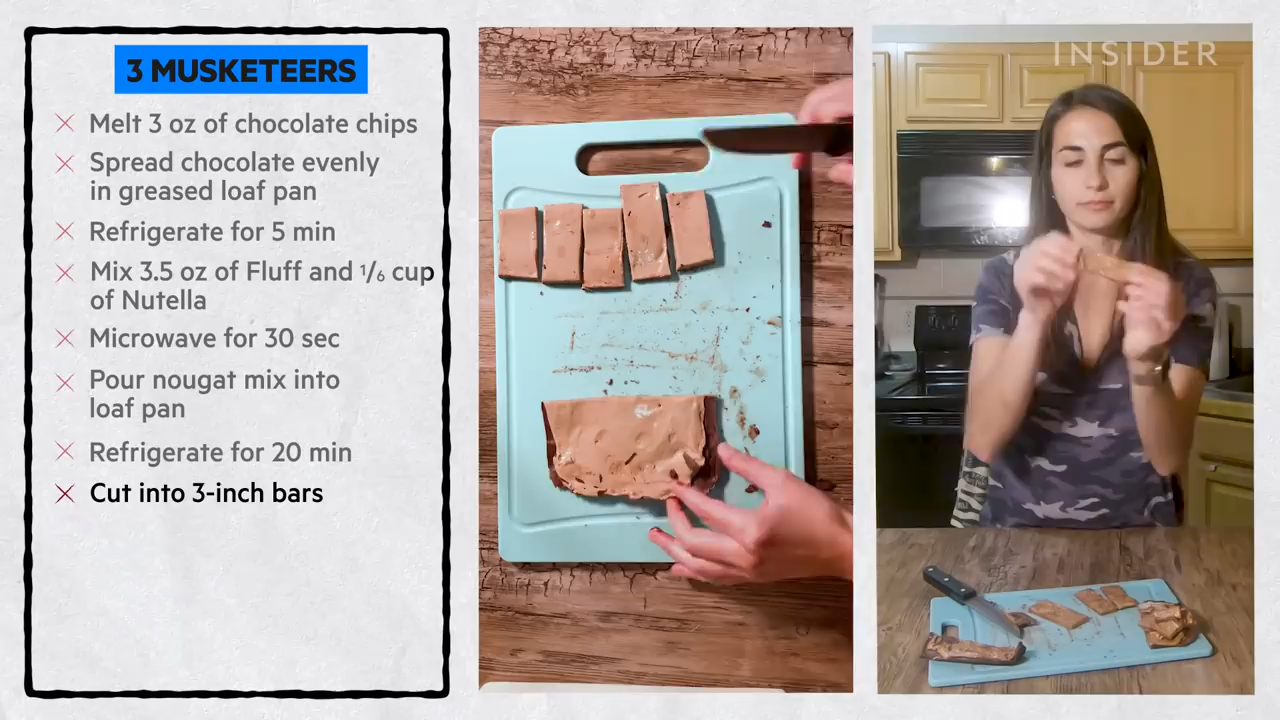 3 MUSKETEERS
Melt 3 oz of chocolate chips
Spread chocolate evenly
in greased loaf pan
Refrigerate for 5 min
Mix 3.5 oz of Fluff and 1/6 cup
of Nutella
Microwave for 30 sec
Pour nougat mix into
loaf pan
Refrigerate for 20 min
Cut into 3-inch bars
INSIDER